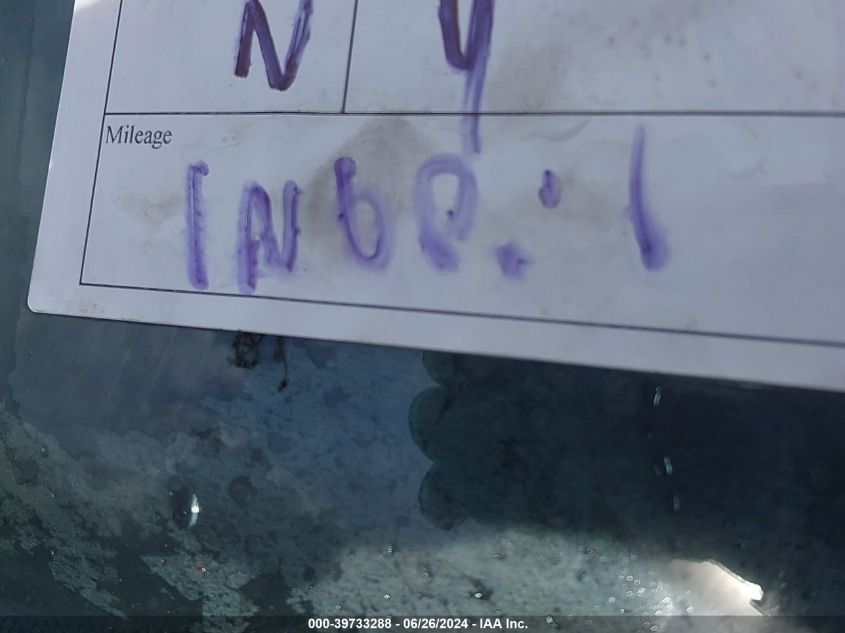 N Y
Mileage
INOP.
000-39733288 - 06/26/2024 - IAA Inc.